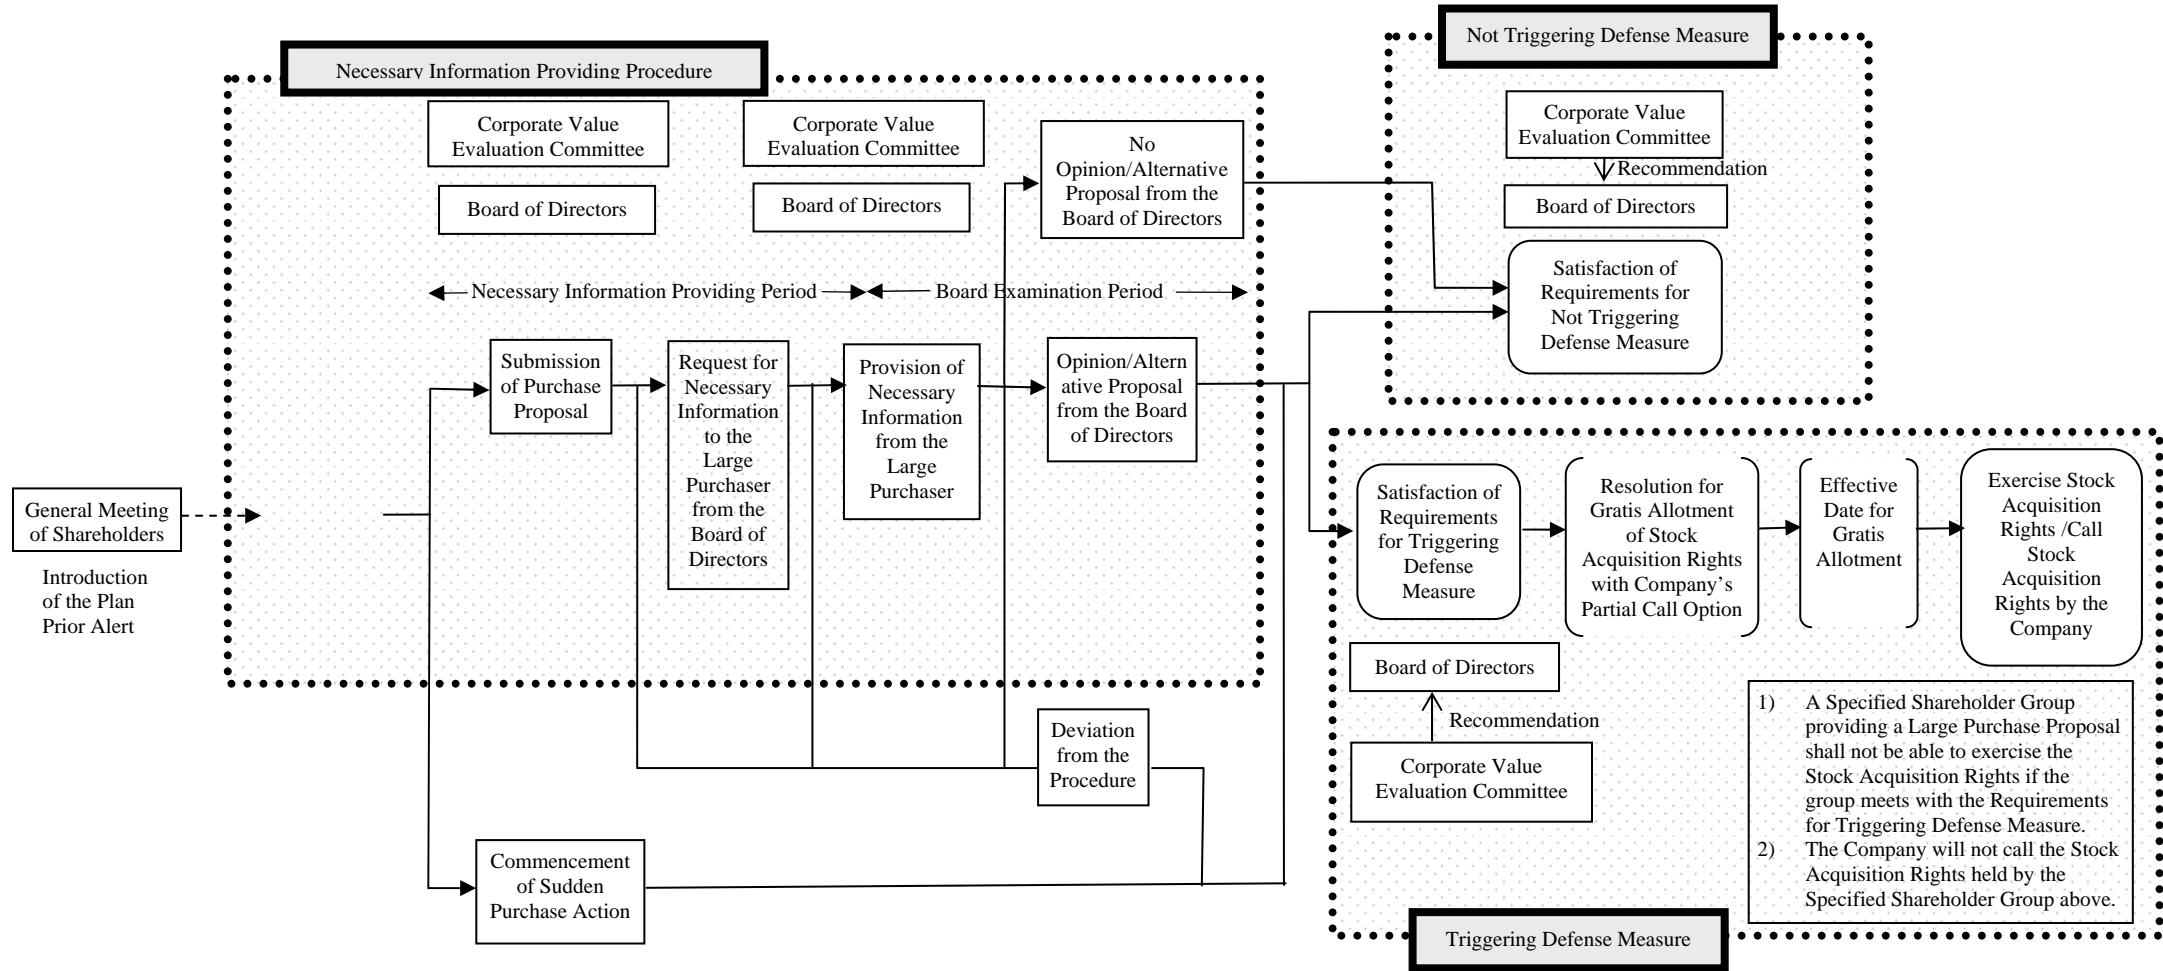 Necessary Information Providing Procedure
Corporate Value
Evaluation Committee
Board of Directors
Corporate Value
Evaluation Committee
Board of Directors
No
Opinion/Alternative
Proposal from the
Board of Directors
Necessary Information Providing Period
Board Examination Period
Submission
of Purchase
Proposal
Request for
Necessary
Information
to the
Large
Purchaser
from the
Board of
Directors
Provision of
Necessary
Information
from the
Large
Purchaser
Opinion/Altern
ative Proposal
from the Board
of Directors
General Meeting
of Shareholders
Introduction
of the Plan
Prior Alert
Deviation
from the
Procedure
Commencement
of Sudden
Purchase Action
Not Triggering Defense Measure
Corporate Value
Evaluation Committee
Recommendation
Board of Directors
Satisfaction of
Requirements for
Not Triggering
Defense Measure
Satisfaction of
Requirements
for Triggering
Defense
Measure
Resolution for
Gratis Allotment
of Stock
Acquisition Rights
with Company’s
Partial Call Option
Effective
Date for
Gratis
Allotment
Exercise Stock
Acquisition
Rights /Call
Stock
Acquisition
Rights by the
Company
Board of Directors
Recommendation
Corporate Value
Evaluation Committee
1) A Specified Shareholder Group
providing a Large Purchase Proposal
shall not be able to exercise the
Stock Acquisition Rights if the
group meets with the Requirements
for Triggering Defense Measure.
2) The Company will not call the Stock
Acquisition Rights held by the
Specified Shareholder Group above.
Triggering Defense Measure